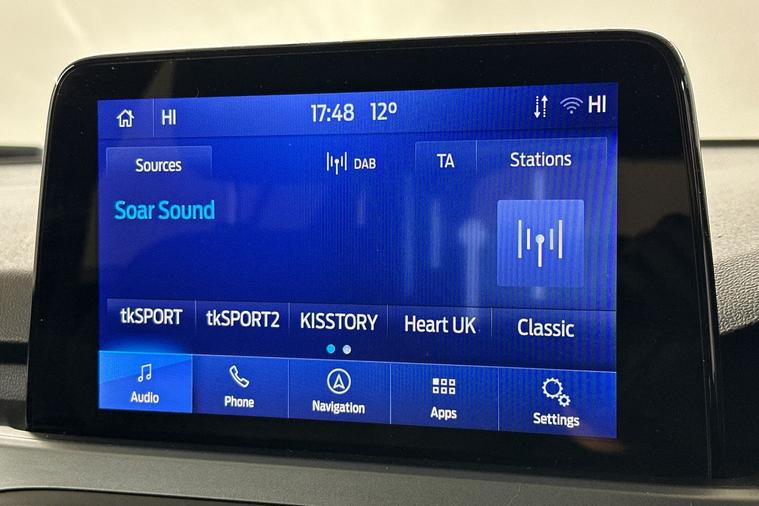 HI 17:48 12° HI
Sources DAB TA Stations
Soar Sound
tkSPORT tkSPORT2 KISSTORY Heart UK Classic
Audio Phone Navigation Apps Settings